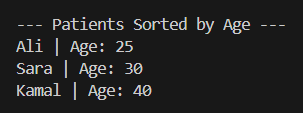 --- Patients Sorted by Age ---
Ali | Age: 25
Sara | Age: 30
Kamal | Age: 40